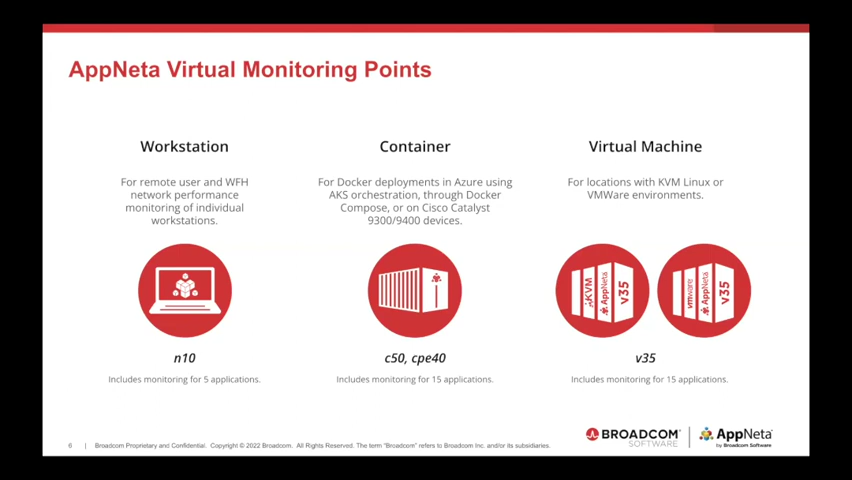 AppNeta Virtual Monitoring Points
Workstation
For remote user and WFH
network performance
monitoring of individual
workstations.
n10
Includes monitoring for 5 applications.
Container
For Docker deployments in Azure using
AKS orchestration, through Docker
Compose, or on Cisco Catalyst
9300/9400 devices.
c50, cpe40
Includes monitoring for 15 applications.
Virtual Machine
For locations with KVM Linux or
VMWare environments.
KVM
AppNeta
v35
vmware
AppNeta
v35
v35
Includes monitoring for 15 applications.
6 | Broadcom Proprietary and Confidential. Copyright © 2022 Broadcom. All Rights Reserved. The term "Broadcom" refers to Broadcom Inc. and/or its subsidiaries.
BROADCOM®
SOFTWARE
AppNeta
by Broadcom Software